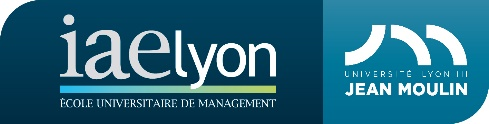 iaelyon
ÉCOLE UNIVERSITAIRE DE MANAGEMENT
UNIVERSITÉ LYON III
JEAN MOULIN